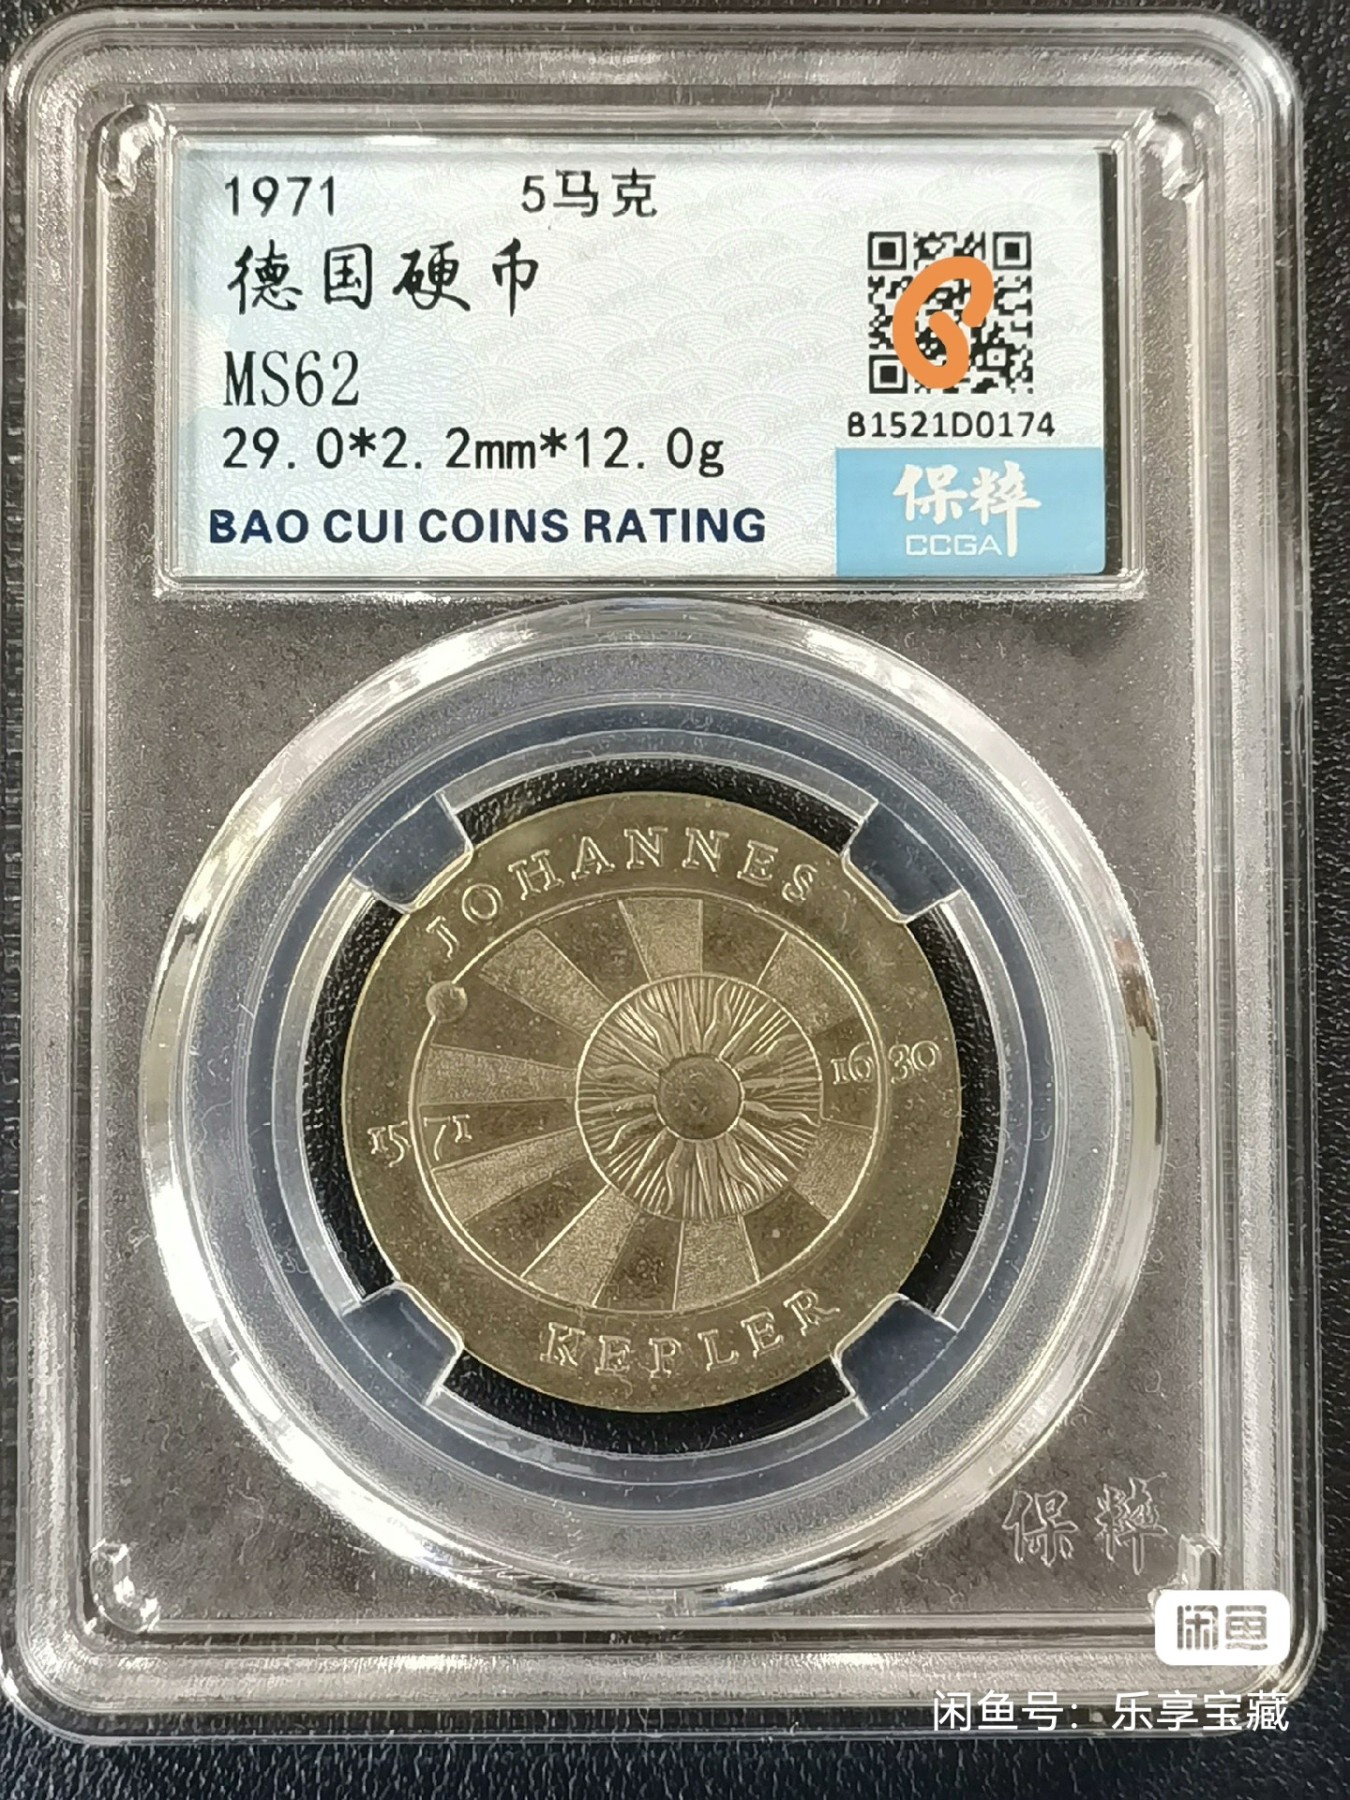 1971 5马克
德国硬币
MS62
29.0*2.2mm*12.0g
BAO CUI COINS RATING
B1521D0174
保粹
CCGA
JOHANNES
1571
1630
KEPLER
保粹
闲鱼
闲鱼号：乐享宝藏